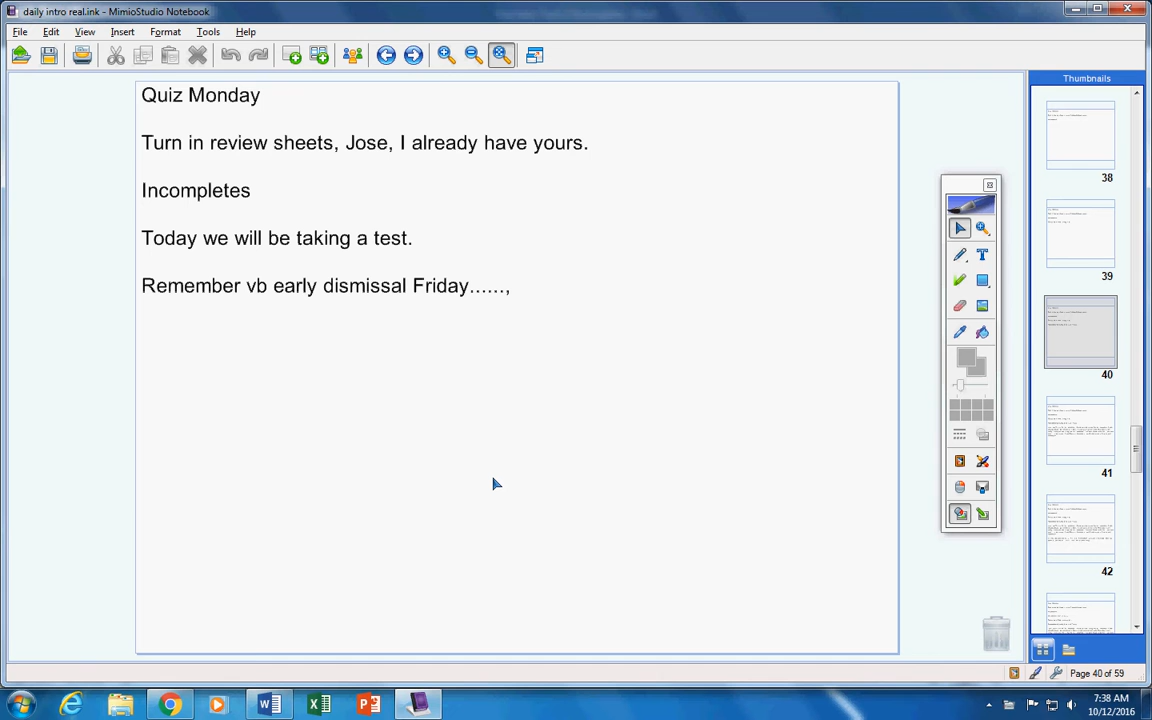 daily intro real.ink - MimioStudio Notebook
File Edit View Insert Format Tools Help
Quiz Monday
Turn in review sheets, Jose, I already have yours.
Incompletes
Today we will be taking a test.
Remember vb early dismissal Friday......,
Thumbnails
38
39
40
41
42
Page 40 of 59
7:38 AM
10/12/2016